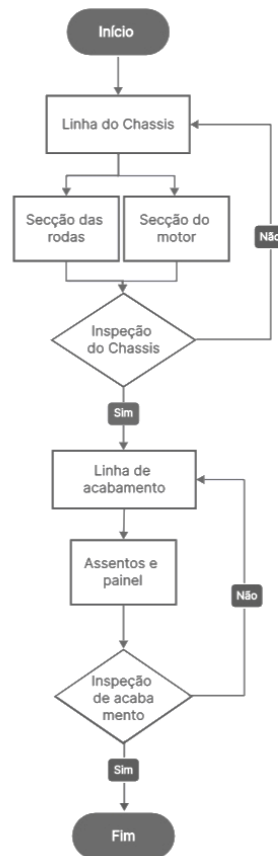 Início
Linha do Chassis
Secção das
rodas
Secção do
motor
Não
Inspeção
do Chassis
Sim
Linha de
acabamento
Assentos e
painel
Não
Inspeção
de acaba
mento
Sim
Fim